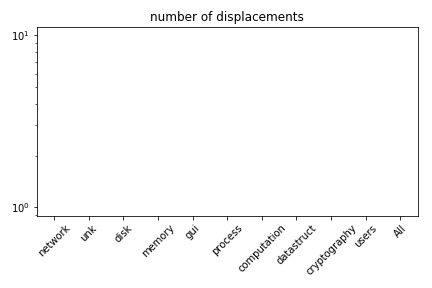 number of displacements
10¹
10⁰
network
unk
disk
memory
gui
process
computation
datastruct
cryptography
users
All